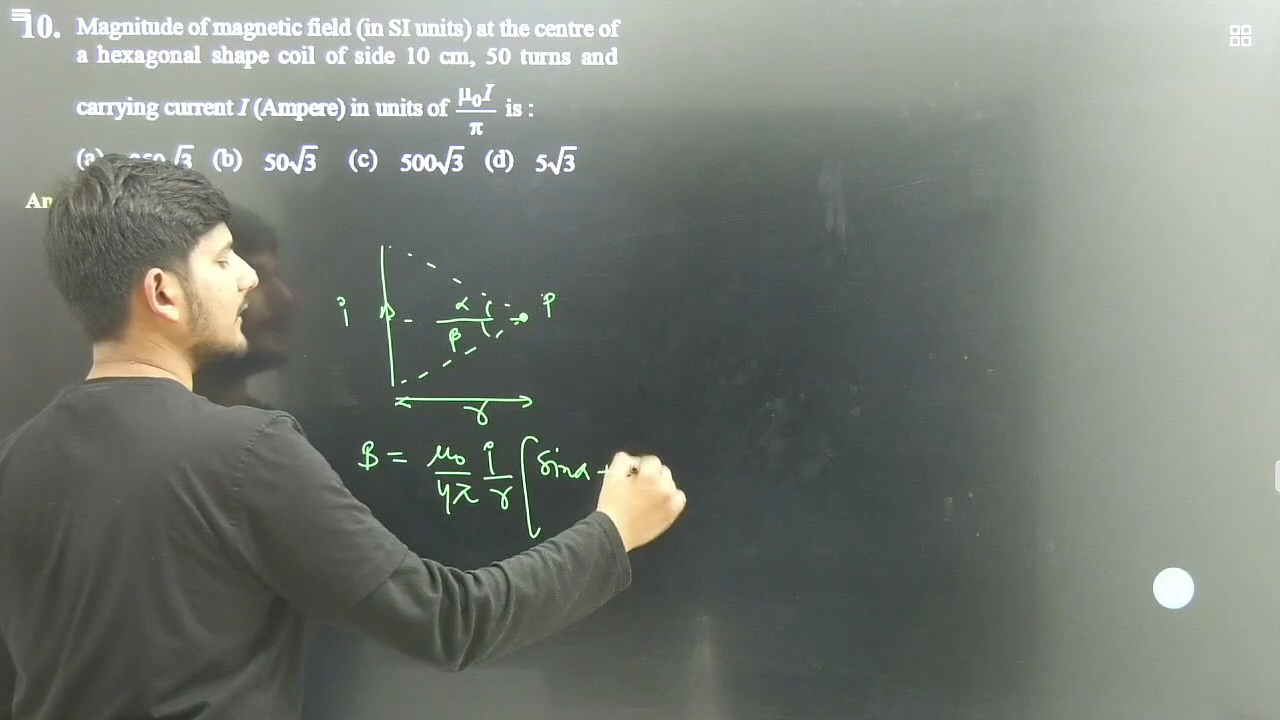 10. Magnitude of magnetic field (in SI units) at the centre of
a hexagonal shape coil of side 10 cm, 50 turns and
carrying current I (Ampere) in units of μ₀I/π is :
√3 (b) 50√3 (c) 500√3 (d) 5√3
An
i α P
β
r
B = μ₀/4π i/r [sinα +